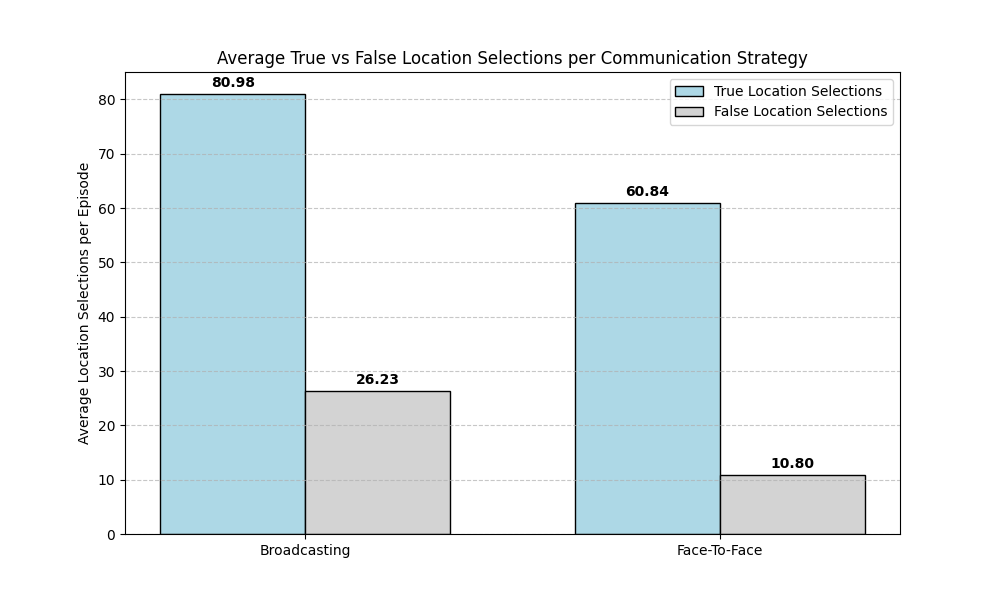 Average True vs False Location Selections per Communication Strategy
80.98
True Location Selections
False Location Selections
80
70
60.84
60
50
40
30
26.23
20
10.80
10
0
Average Location Selections per Episode
Broadcasting
Face-To-Face